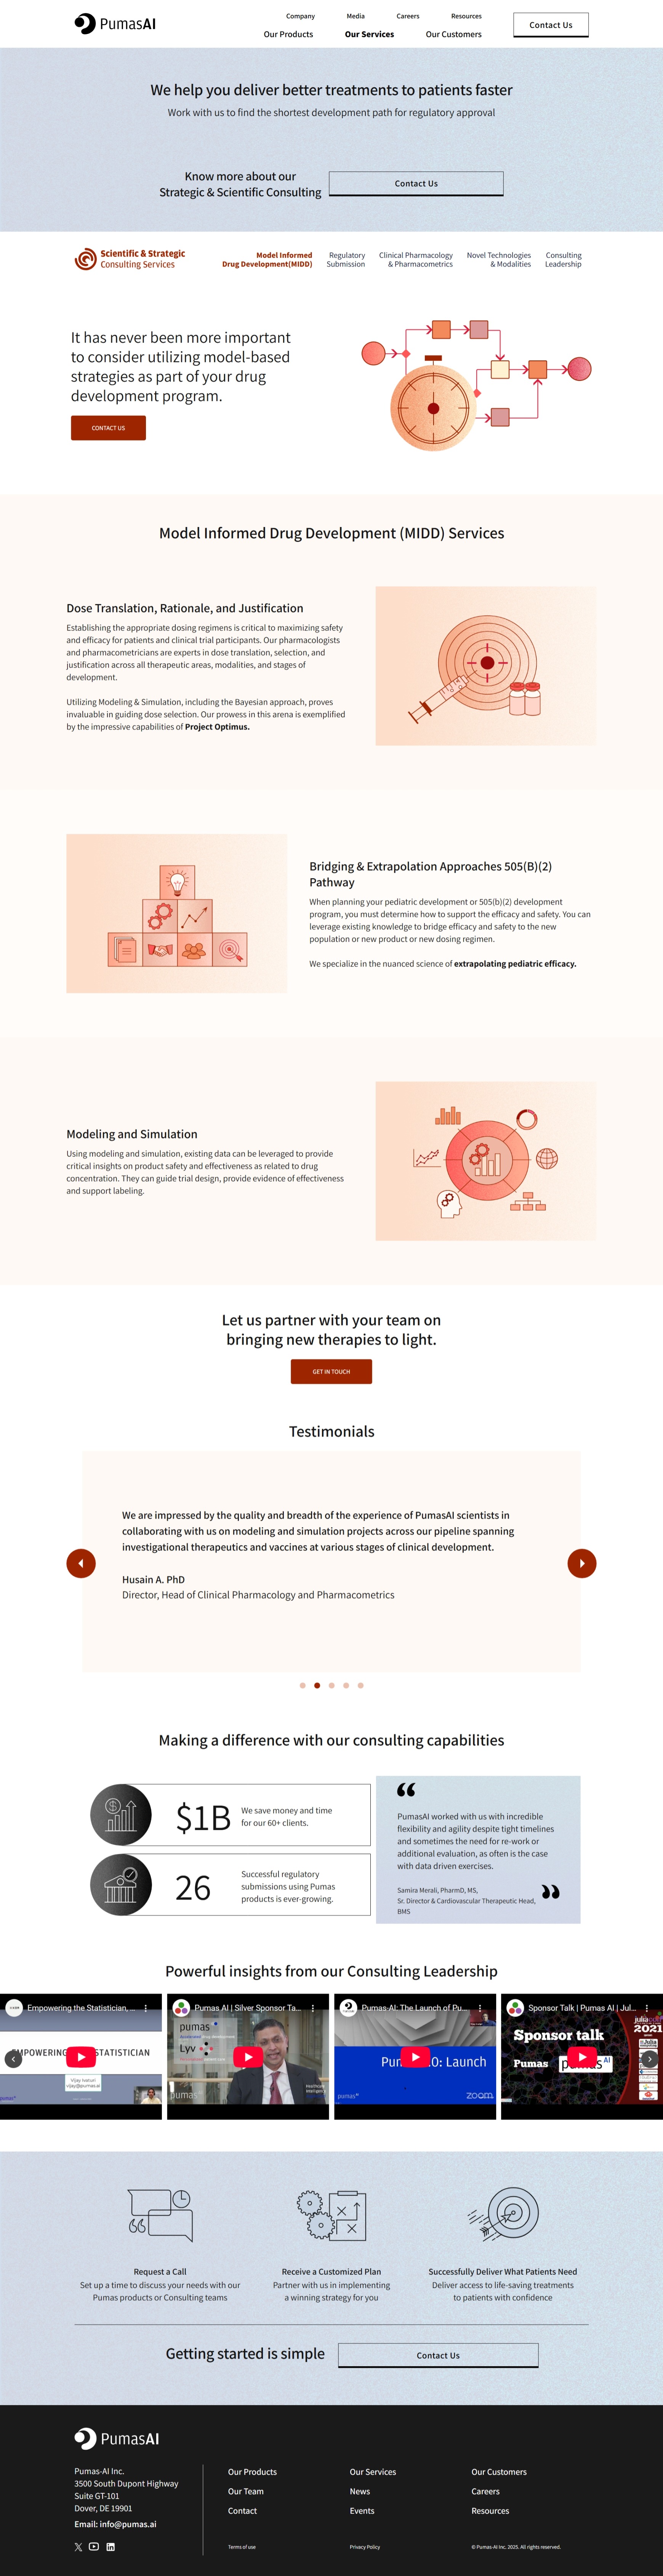 PumasAI
Company
Media
Careers
Resources
Our Products
Our Services
Our Customers
Contact Us
We help you deliver better treatments to patients faster
Work with us to find the shortest development path for regulatory approval
Know more about our
Strategic & Scientific Consulting
Contact Us
Scientific & Strategic
Consulting Services
Model Informed
Drug Development(MIDD)
Regulatory
Submission
Clinical Pharmacology
& Pharmacometrics
Novel Technologies
& Modalities
Consulting
Leadership
It has never been more important
to consider utilizing model-based
strategies as part of your drug
development program.
CONTACT US
Model Informed Drug Development (MIDD) Services
Dose Translation, Rationale, and Justification
Establishing the appropriate dosing regimens is critical to maximizing safety
and efficacy for patients and clinical trial participants. Our pharmacologists
and pharmacometricians are experts in dose translation, selection, and
justification across all therapeutic areas, modalities, and stages of
development.
Utilizing Modeling & Simulation, including the Bayesian approach, proves
invaluable in guiding dose selection. Our prowess in this arena is exemplified
by the impressive capabilities of Project Optimus.
Bridging & Extrapolation Approaches 505(B)(2)
Pathway
When planning your pediatric development or 505(b)(2) development
program, you must determine how to support the efficacy and safety. You can
leverage existing knowledge to bridge efficacy and safety to the new
population or new product or new dosing regimen.
We specialize in the nuanced science of extrapolating pediatric efficacy.
Modeling and Simulation
Using modeling and simulation, existing data can be leveraged to provide
critical insights on product safety and effectiveness as related to drug
concentration. They can guide trial design, provide evidence of effectiveness
and support labeling.
Let us partner with your team on
bringing new therapies to light.
GET IN TOUCH
Testimonials
We are impressed by the quality and breadth of the experience of PumasAI scientists in
collaborating with us on modeling and simulation projects across our pipeline spanning
investigational therapeutics and vaccines at various stages of clinical development.
Husain A. PhD
Director, Head of Clinical Pharmacology and Pharmacometrics
Making a difference with our consulting capabilities
$1B
We save money and time
for our 60+ clients.
26
Successful regulatory
submissions using Pumas
products is ever-growing.
“
PumasAI worked with us with incredible
flexibility and agility despite tight timelines
and sometimes the need for re-work or
additional evaluation, as often is the case
with data driven exercises.
Samira Merali, PharmD, MS,
Sr. Director & Cardiovascular Therapeutic Head,
BMS
”
Powerful insights from our Consulting Leadership
Empowering the Statistician, ...
STATISTICIAN
Vijay Ivaturi
vijay@pumas.ai
pumas
Pumas AI | Silver Sponsor Ta...
pumas
Lyv
pumas
Pumas-AI: The Launch of Pu...
Launch
pumas
zoom
Sponsor Talk | Pumas AI | Jul...
2021
Sponsor talk
Pumas
AI
Request a Call
Set up a time to discuss your needs with our
Pumas products or Consulting teams
Receive a Customized Plan
Partner with us in implementing
a winning strategy for you
Successfully Deliver What Patients Need
Deliver access to life-saving treatments
to patients with confidence
Getting started is simple
Contact Us
PumasAI
Pumas-AI Inc.
3500 South Dupont Highway
Suite GT-101
Dover, DE 19901
Email: info@pumas.ai
Our Products
Our Services
Our Customers
Our Team
News
Careers
Contact
Events
Resources
Terms of use
Privacy Policy
© Pumas-AI Inc. 2025, All rights reserved.